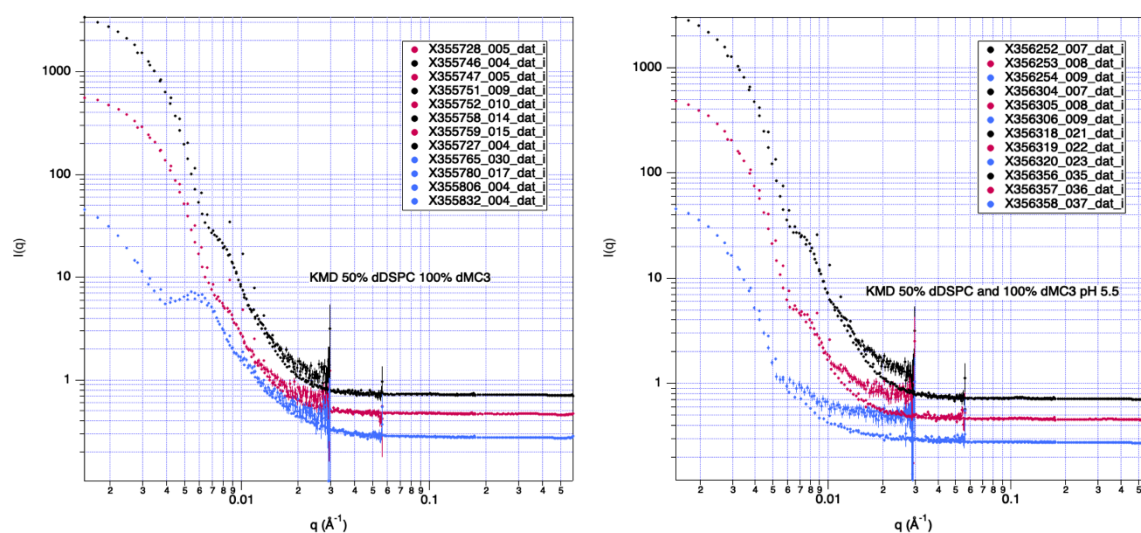 1000
100
10
1
I(q)
X355728_005_dat_i
X355746_004_dat_i
X355747_005_dat_i
X355751_009_dat_i
X355752_010_dat_i
X355758_014_dat_i
X355759_015_dat_i
X355727_004_dat_i
X355765_030_dat_i
X355780_017_dat_i
X355806_004_dat_i
X355832_004_dat_i
KMD 50% dDSPC 100% dMC3
2 3 4 5 6 7 8 9 0.01 2 3 4 5 6 7 8 9 0.1 2 3 4 5
q (Å⁻¹)
1000
100
10
1
I(q)
X356252_007_dat_i
X356253_008_dat_i
X356254_009_dat_i
X356304_007_dat_i
X356305_008_dat_i
X356306_009_dat_i
X356318_021_dat_i
X356319_022_dat_i
X356320_023_dat_i
X356356_035_dat_i
X356357_036_dat_i
X356358_037_dat_i
KMD 50% dDSPC and 100% dMC3 pH 5.5
2 3 4 5 6 7 8 9 0.01 2 3 4 5 6 7 8 9 0.1 2 3 4 5
q (Å⁻¹)